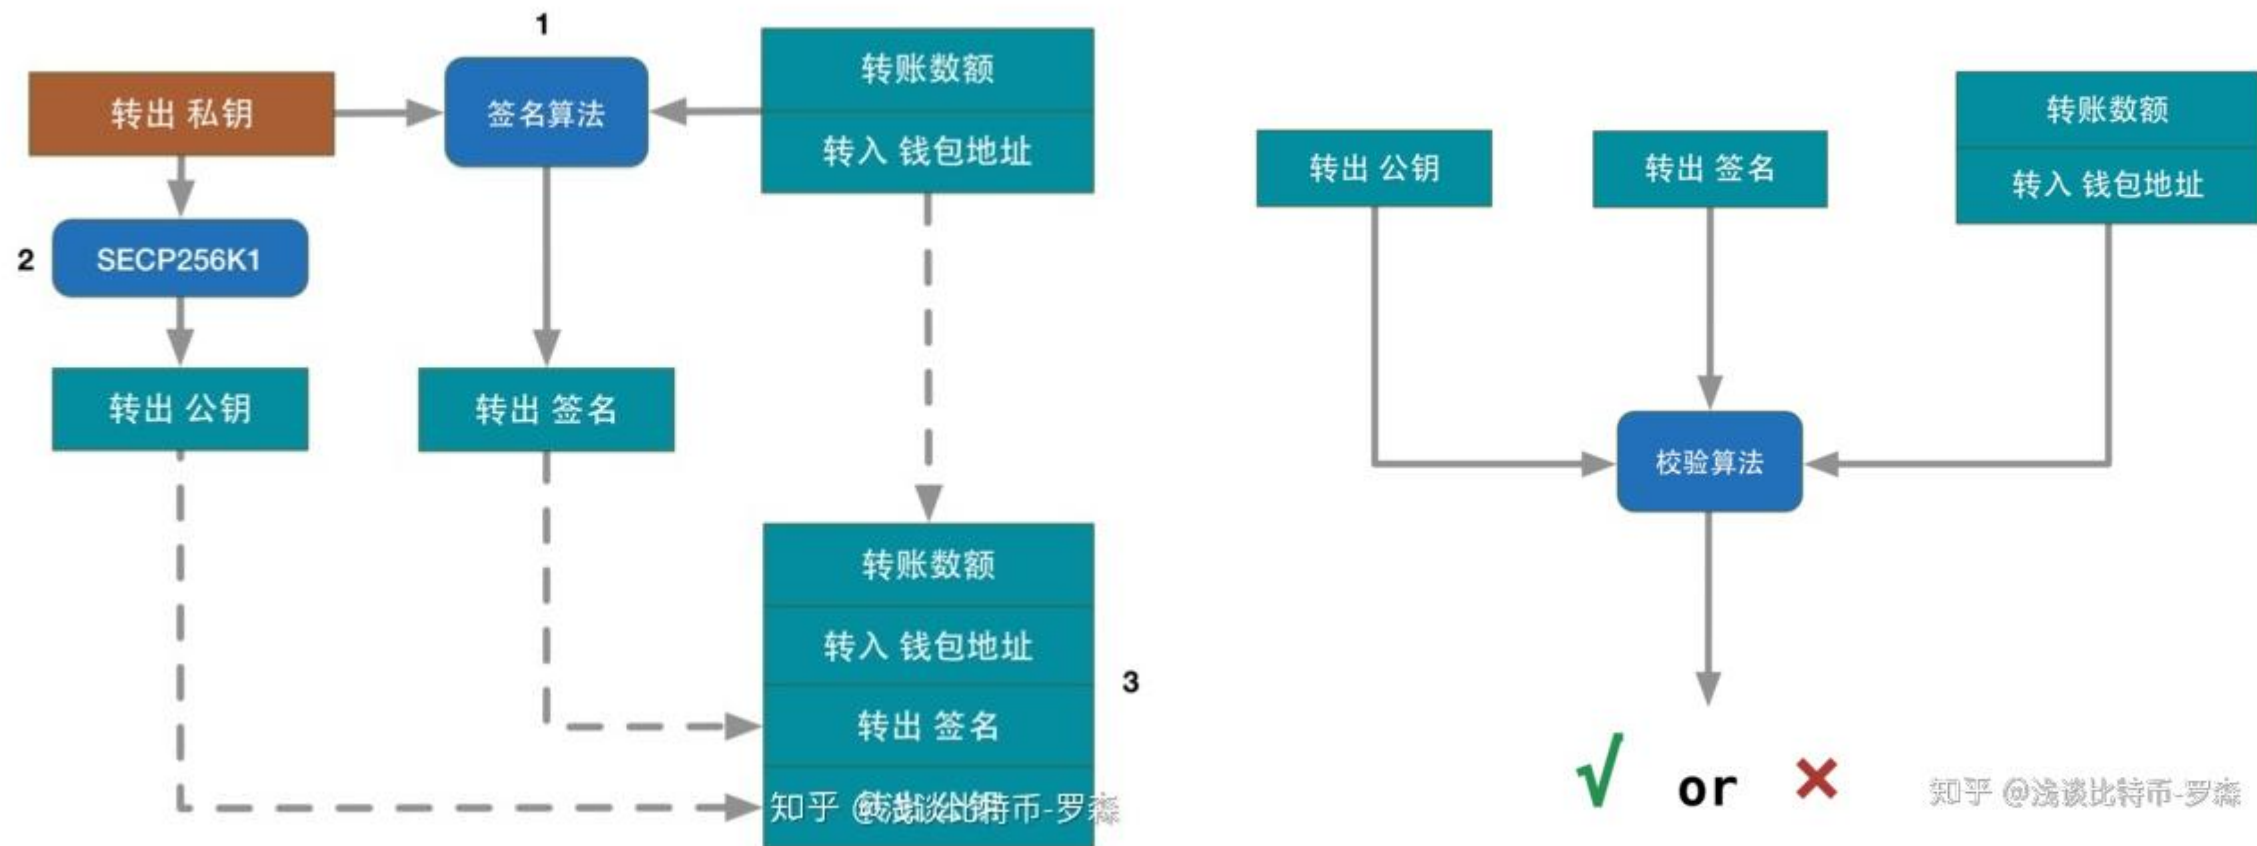 1
转出 私钥
签名算法
转账数额
转入 钱包地址
2
SECP256K1
转出 公钥
转出 签名
转账数额
转入 钱包地址
转出 签名
转出 公钥
3
知乎 @浅谈比特币-罗森
转出 公钥
转出 签名
转账数额
转入 钱包地址
校验算法
√ or ×
知乎 @浅谈比特币-罗森